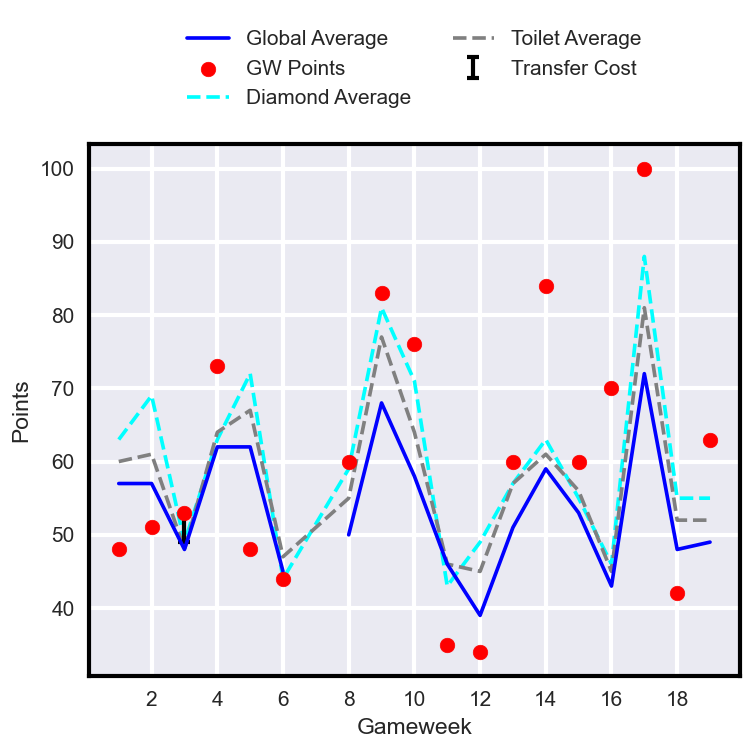 Global Average
GW Points
Diamond Average
Toilet Average
Transfer Cost
100
90
80
70
60
50
40
Points
2 4 6 8 10 12 14 16 18
Gameweek